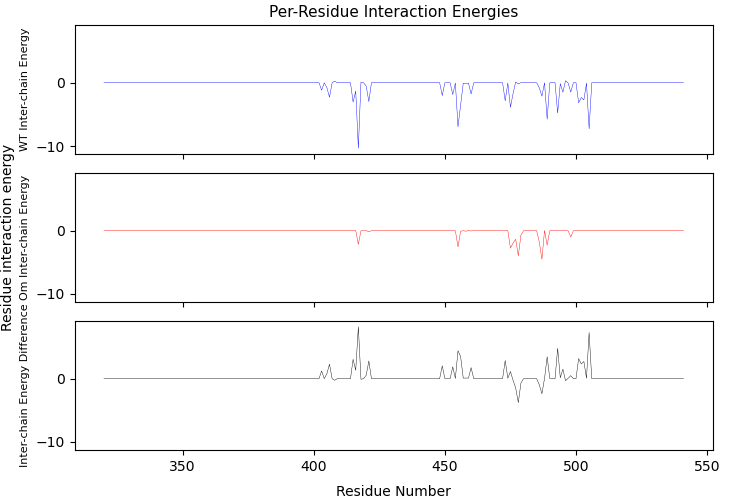 Per-Residue Interaction Energies
Residue interaction energy
WT Inter-chain Energy
0
−10
Om Inter-chain Energy
0
−10
Inter-chain Energy Difference
0
−10
350
400
450
500
550
Residue Number